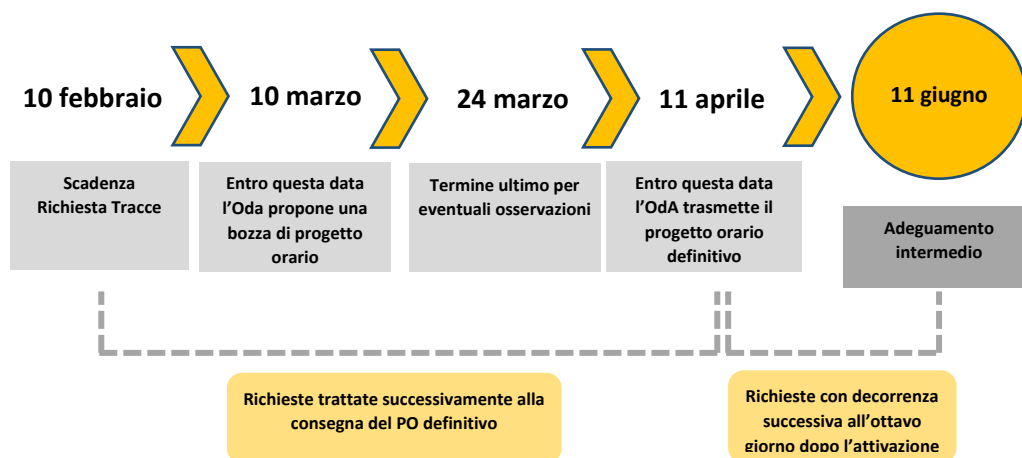 10 febbraio
10 marzo
24 marzo
11 aprile
11 giugno
Scadenza
Richiesta Tracce
Entro questa data
l'Oda propone una
bozza di progetto
orario
Termine ultimo per
eventuali osservazioni
Entro questa data
l'OdA trasmette il
progetto orario
definitivo
Adeguamento
intermedio
Richieste trattate successivamente alla
consegna del PO definitivo
Richieste con decorrenza
successiva all'ottavo
giorno dopo l'attivazione